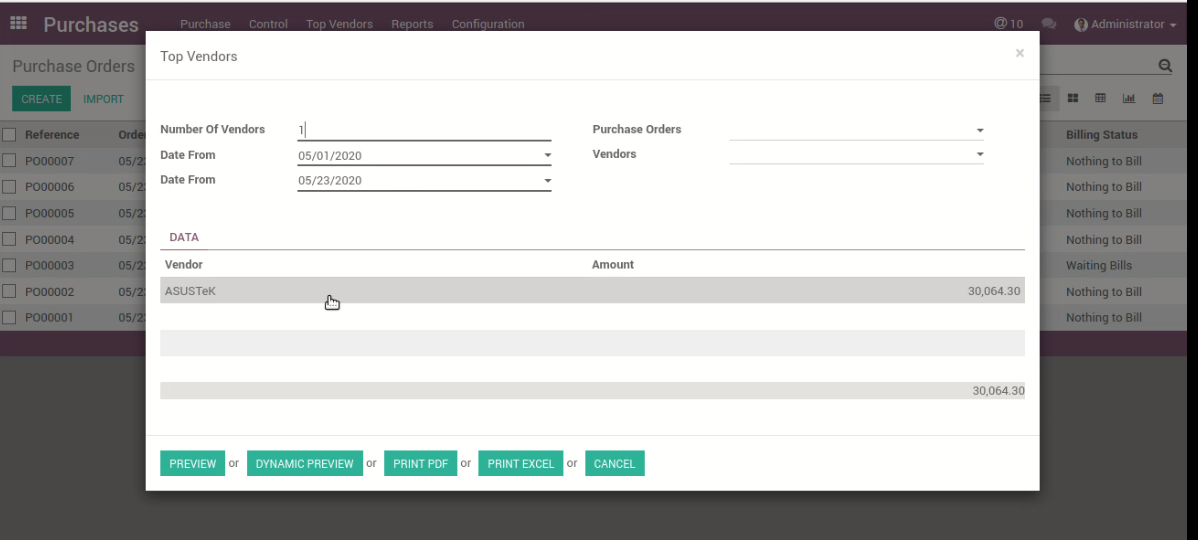 Purchases Purchase Control Top Vendors Reports Configuration @ 10 Administrator
Purchase Orders
CREATE IMPORT
Top Vendors ×
Number Of Vendors 1
Purchase Orders
Date From 05/01/2020
Vendors
Date From 05/23/2020
DATA
Vendor Amount
ASUSTeK 30,064.30
30,064.30
PREVIEW or DYNAMIC PREVIEW or PRINT PDF or PRINT EXCEL or CANCEL
Reference Billing Status
PO00007 05/2 Nothing to Bill
PO00006 05/2 Nothing to Bill
PO00005 05/2 Nothing to Bill
PO00004 05/2 Nothing to Bill
PO00003 05/2 Waiting Bills
PO00002 05/2 Nothing to Bill
PO00001 05/2 Nothing to Bill